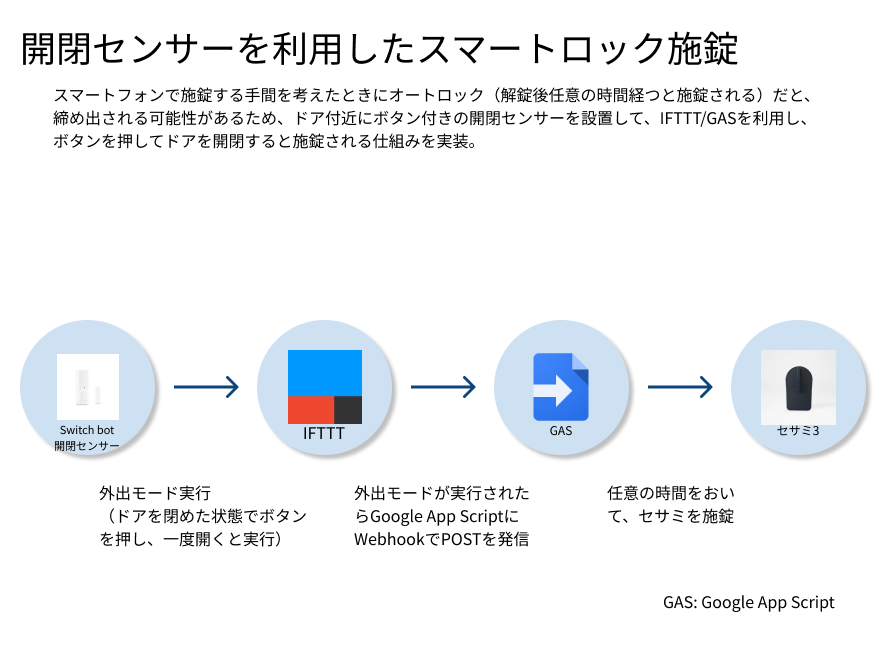 開閉センサーを利用したスマートロック施錠
スマートフォンで施錠する手間を考えたときにオートロック（解錠後任意の時間経つと施錠される）だと、
締め出される可能性があるため、ドア付近にボタン付きの開閉センサーを設置して、IFTTT/GASを利用し、
ボタンを押してドアを開閉すると施錠される仕組みを実装。
Switch bot
開閉センサー
IFTTT
GAS
セサミ3
外出モード実行
（ドアを閉めた状態でボタン
を押し、一度開くと実行）
外出モードが実行された
らGoogle App Scriptに
WebhookでPOSTを発信
任意の時間をおい
て、セサミを施錠
GAS: Google App Script